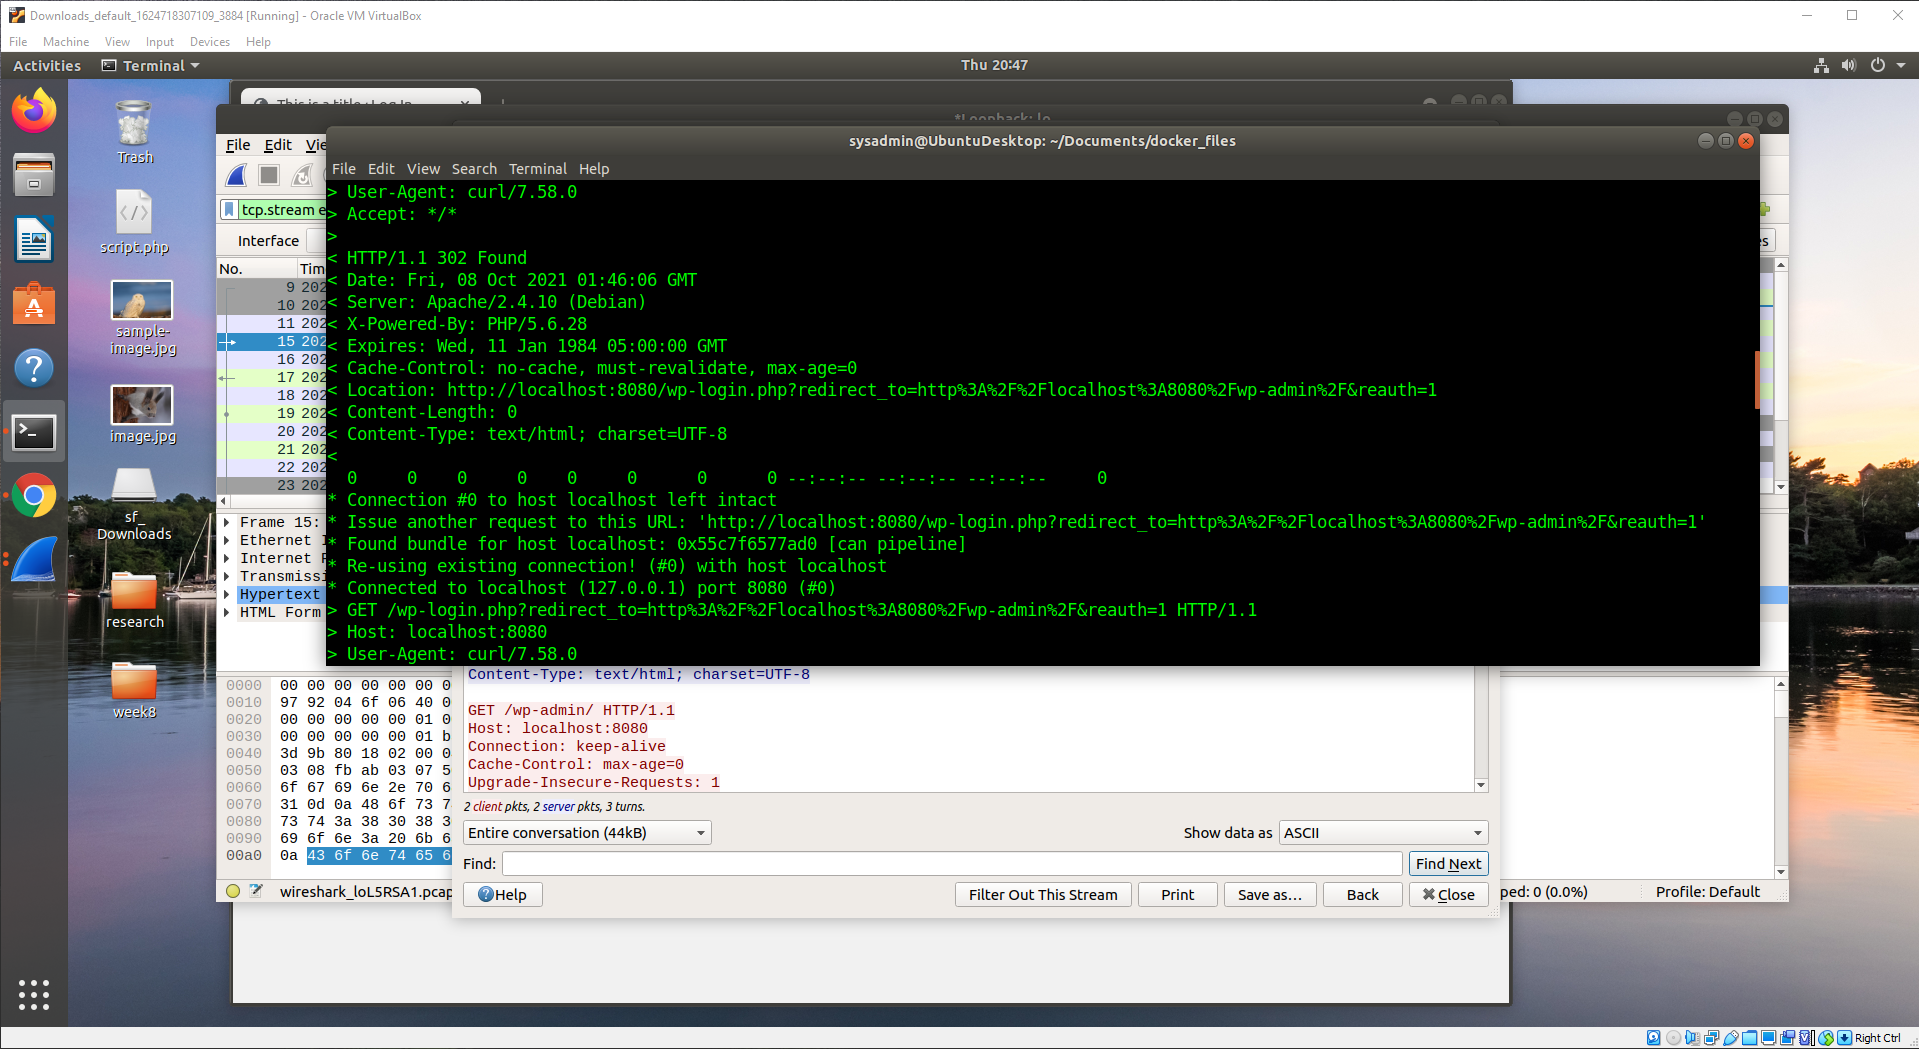 Downloads_default_1624718307109_3884 [Running] - Oracle VM VirtualBox
File Machine View Input Devices Help
Activities Terminal Thu 20:47
Trash
script.php
sample-
image.jpg
image.jpg
sf_
Downloads
research
week8
This is a title › Log In
*Loopback: lo
File Edit Vie
tcp.stream e
Interface
es
No. Tim
9 202
10 202
11 202
15 202
16 202
17 202
18 202
19 202
20 202
21 202
22 202
23 202
Frame 15:
Ethernet I
Internet P
Transmissi
Hypertext
HTML Form
sysadmin@UbuntuDesktop: ~/Documents/docker_files
File Edit View Search Terminal Help
> User-Agent: curl/7.58.0
> Accept: */*
>
< HTTP/1.1 302 Found
< Date: Fri, 08 Oct 2021 01:46:06 GMT
< Server: Apache/2.4.10 (Debian)
< X-Powered-By: PHP/5.6.28
< Expires: Wed, 11 Jan 1984 05:00:00 GMT
< Cache-Control: no-cache, must-revalidate, max-age=0
< Location: http://localhost:8080/wp-login.php?redirect_to=http%3A%2F%2Flocalhost%3A8080%2Fwp-admin%2F&reauth=1
< Content-Length: 0
< Content-Type: text/html; charset=UTF-8
<
0 0 0 0 0 0 0 0 --:--:-- --:--:-- --:--:-- 0
* Connection #0 to host localhost left intact
* Issue another request to this URL: 'http://localhost:8080/wp-login.php?redirect_to=http%3A%2F%2Flocalhost%3A8080%2Fwp-admin%2F&reauth=1'
* Found bundle for host localhost: 0x55c7f6577ad0 [can pipeline]
* Re-using existing connection! (#0) with host localhost
* Connected to localhost (127.0.0.1) port 8080 (#0)
> GET /wp-login.php?redirect_to=http%3A%2F%2Flocalhost%3A8080%2Fwp-admin%2F&reauth=1 HTTP/1.1
> Host: localhost:8080
> User-Agent: curl/7.58.0
0000 00 00 00 00 00 00 0
0010 97 92 04 6f 06 40 0
0020 00 00 00 00 01 00 0
0030 00 00 00 00 00 01 b
0040 3d 9b 80 18 02 00 0
0050 03 08 fb ab 03 07 5
0060 6f 67 69 6e 2e 70 6
0070 31 0d 0a 48 6f 73 7
0080 73 74 3a 38 30 38 3
0090 69 6f 6e 3a 20 6b 6
00a0 0a 43 6f 6e 74 65 6
Content-Type: text/html; charset=UTF-8
GET /wp-admin/ HTTP/1.1
Host: localhost:8080
Connection: keep-alive
Cache-Control: max-age=0
Upgrade-Insecure-Requests: 1
2 client pkts, 2 server pkts, 3 turns.
Entire conversation (44kB) Show data as ASCII
Find: Find Next
Help Filter Out This Stream Print Save as… Back Close
wireshark_loL5RSA1.pcap
ped: 0 (0.0%) Profile: Default
Right Ctrl